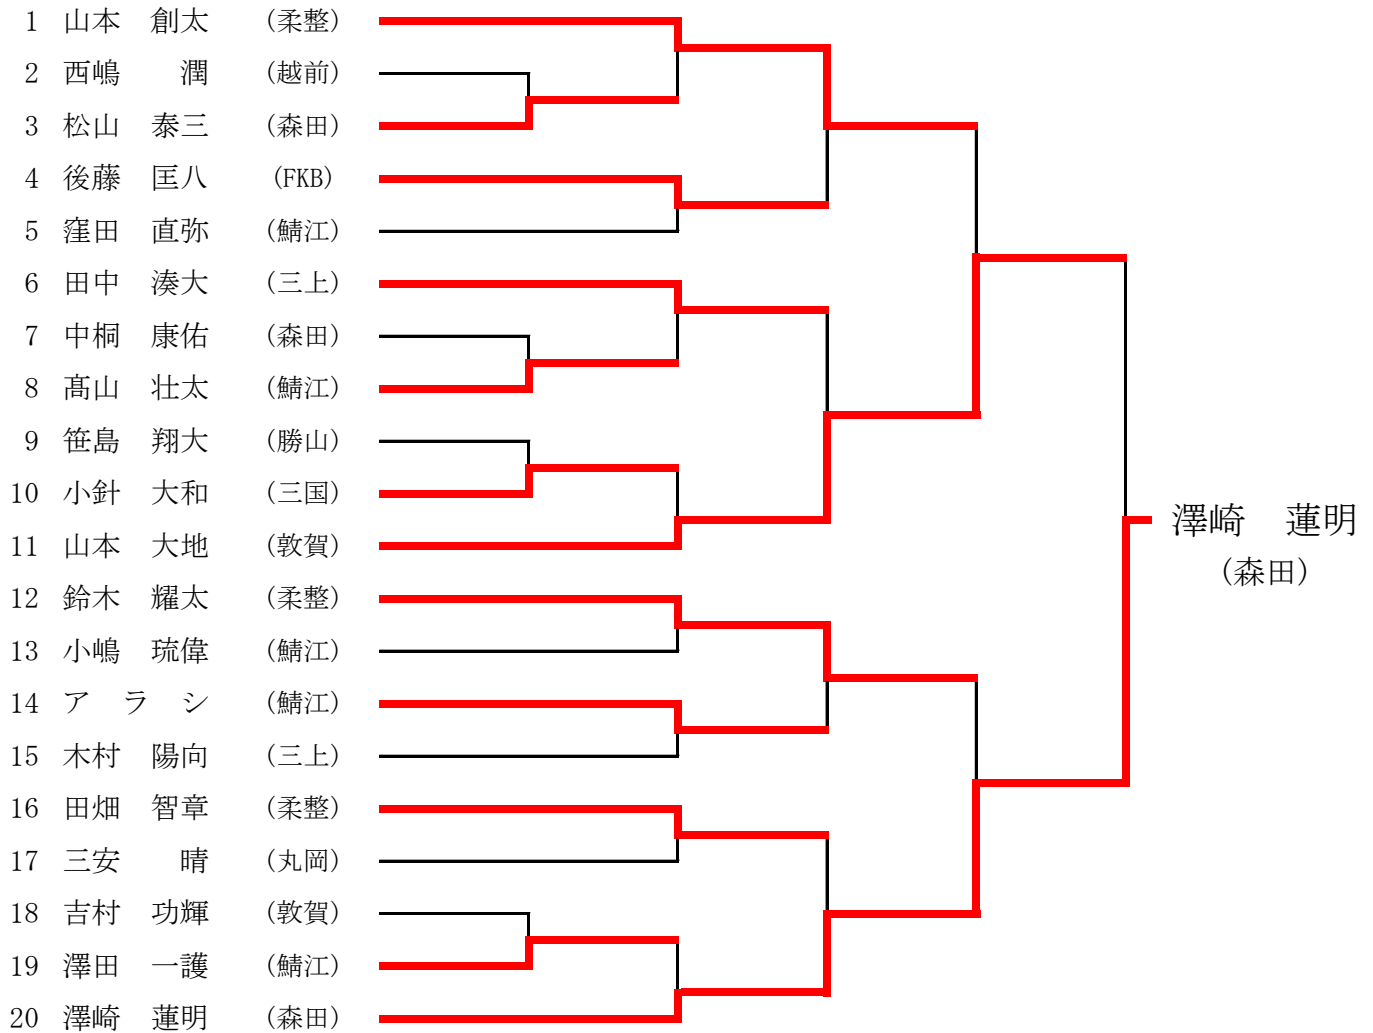 1 山本 創太 (柔整)
2 西嶋 潤 (越前)
3 松山 泰三 (森田)
4 後藤 匡八 (FKB)
5 窪田 直弥 (鯖江)
6 田中 湊大 (三上)
7 中桐 康佑 (森田)
8 髙山 壮太 (鯖江)
9 笹島 翔大 (勝山)
10 小針 大和 (三国)
11 山本 大地 (敦賀)
12 鈴木 耀太 (柔整)
13 小嶋 琉偉 (鯖江)
14 ア ラ シ (鯖江)
15 木村 陽向 (三上)
16 田畑 智章 (柔整)
17 三安 晴 (丸岡)
18 吉村 功輝 (敦賀)
19 澤田 一護 (鯖江)
20 澤崎 蓮明 (森田)
澤崎 蓮明
(森田)